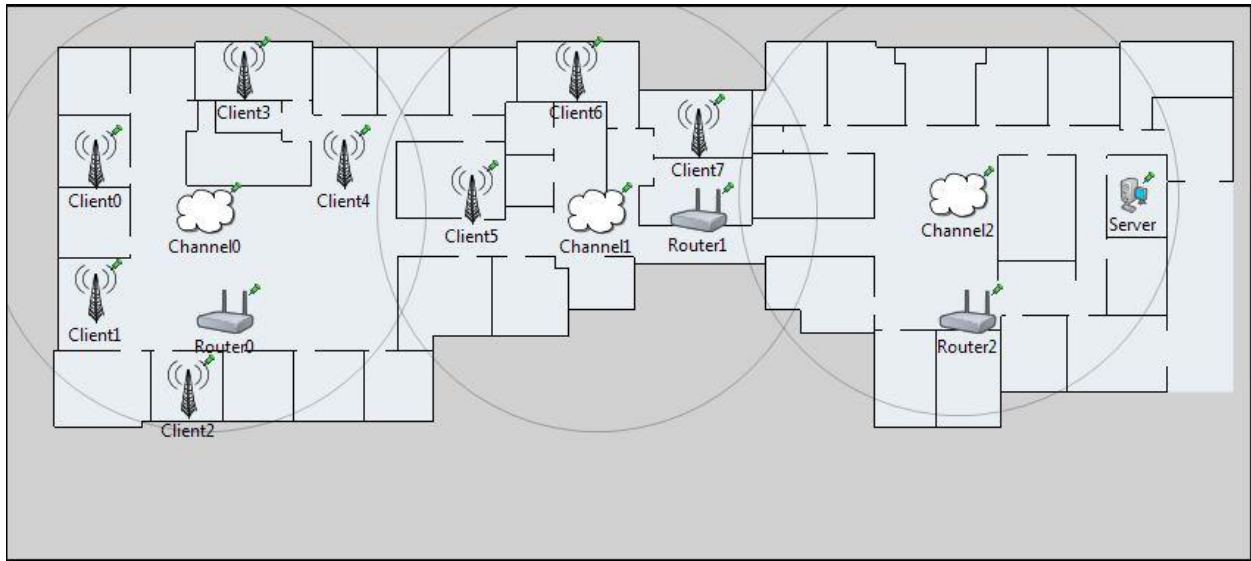 Client3
Client6
Client7
Client0
Client4
Client5
Channel0
Channel1
Router1
Channel2
Server
Client1
Router0
Router2
Client2